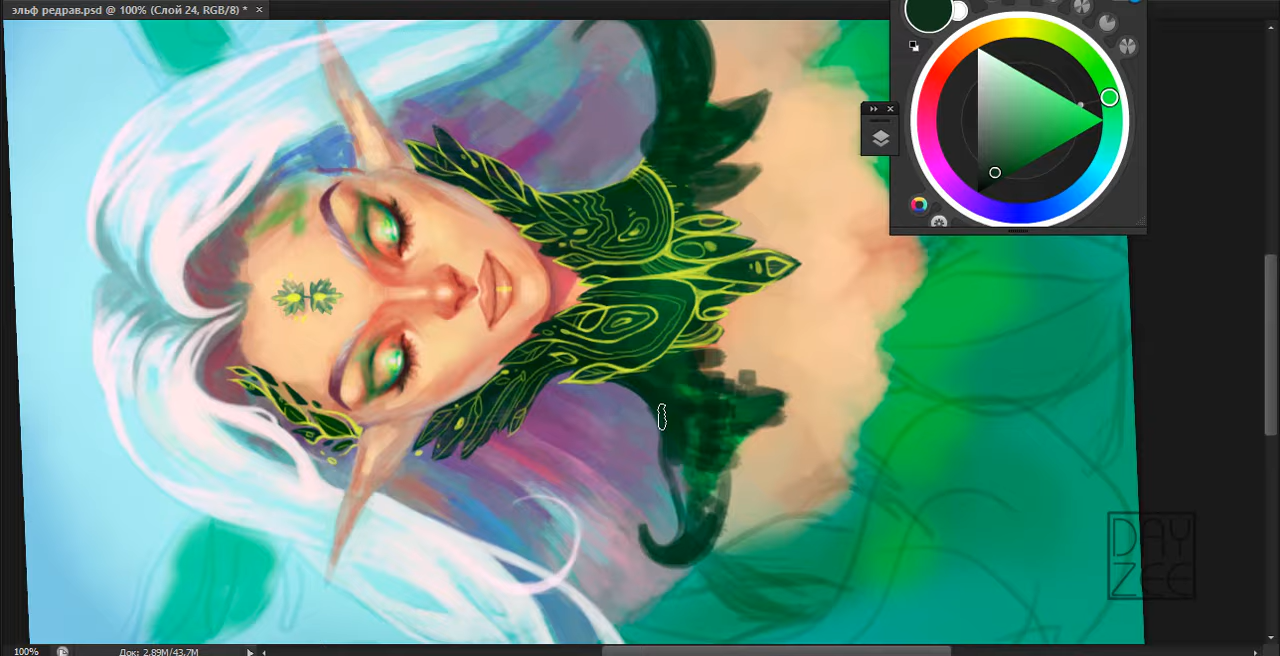 эльф редрав.psd @ 100% (Слой 24, RGB/8) * ×
DAY
ZEE
100%
Док: 2,89M/43,7M